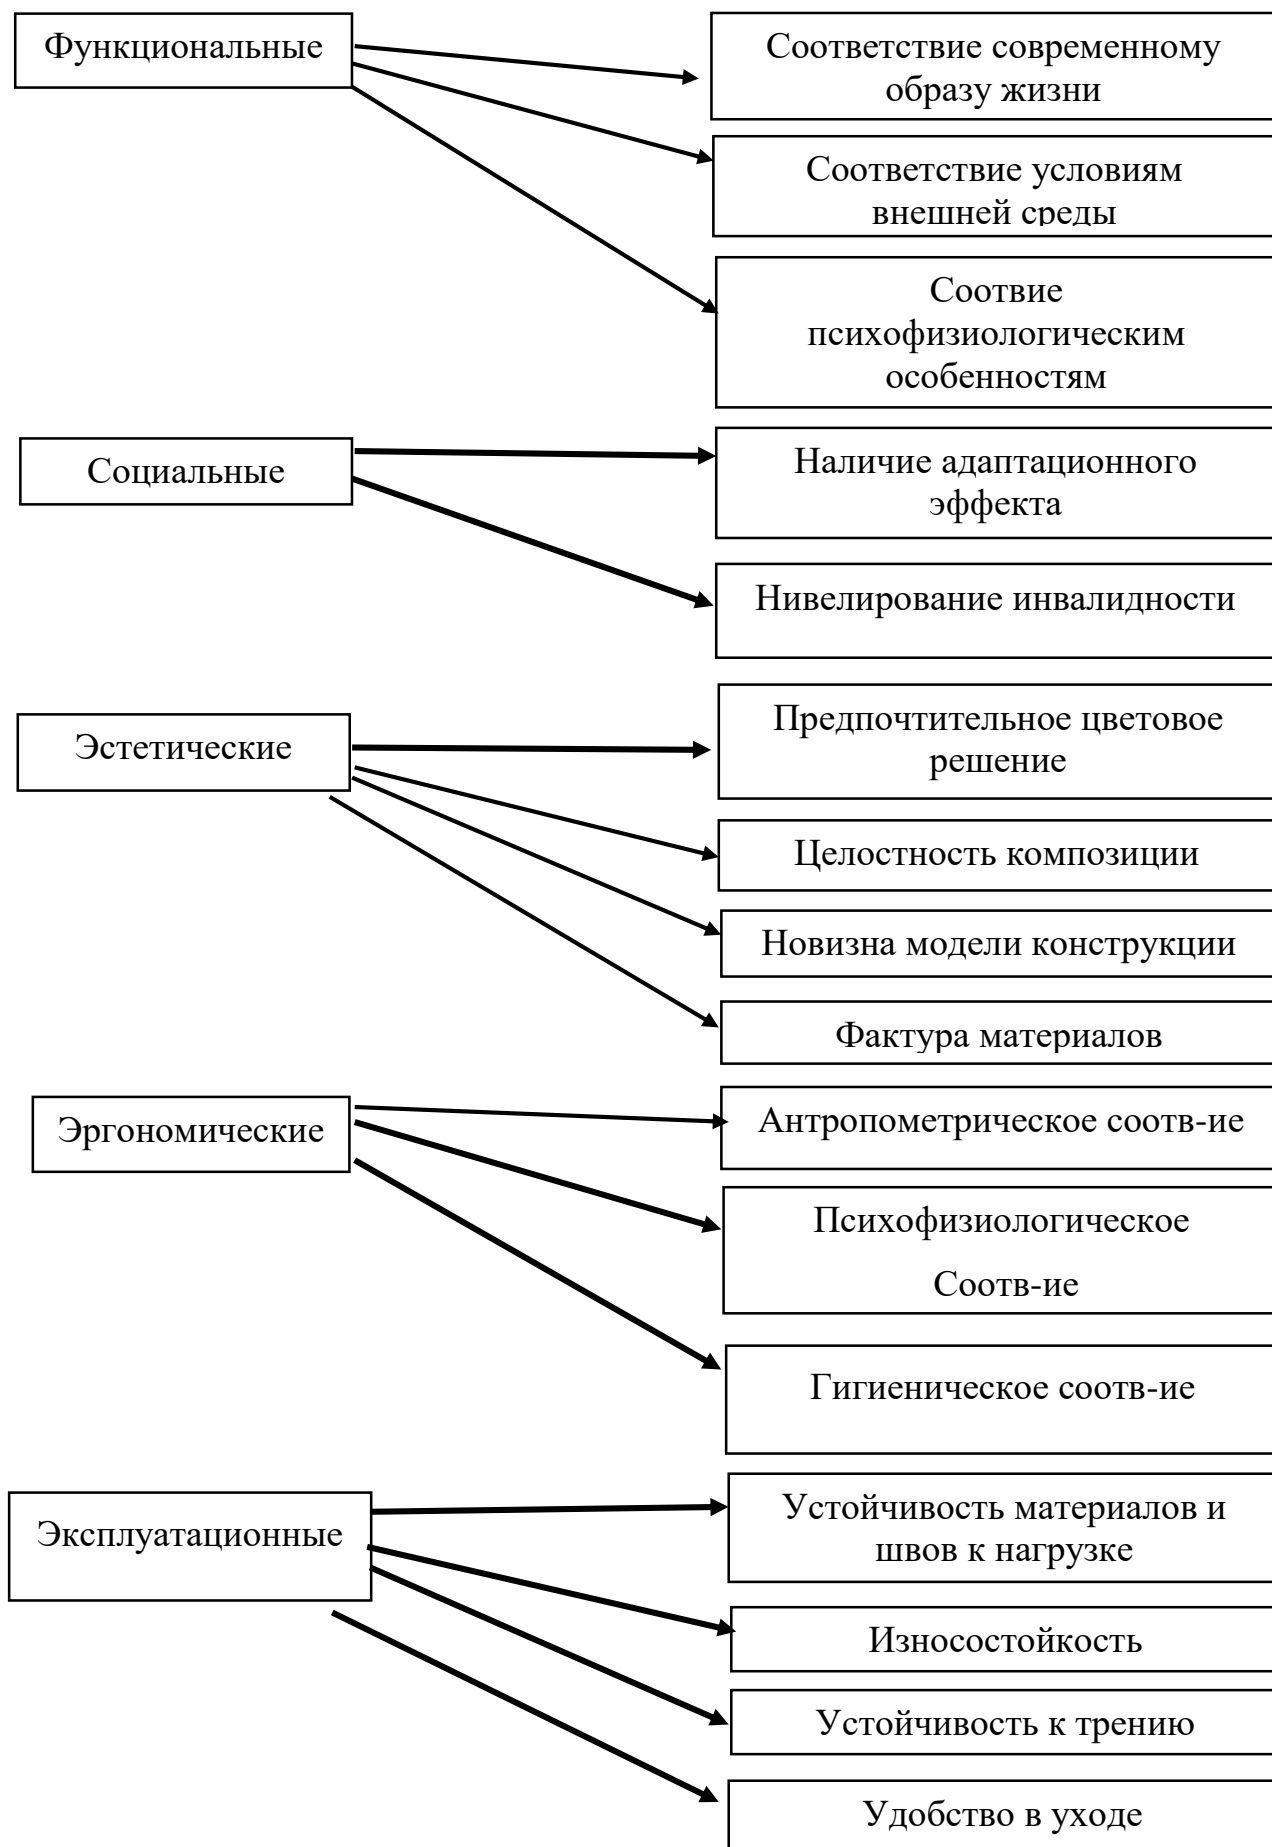 Функциональные
Соответствие современному
образу жизни
Соответствие условиям
внешней среды
Соотвие
психофизиологическим
особенностям
Социальные
Наличие адаптационного
эффекта
Нивелирование инвалидности
Эстетические
Предпочтительное цветовое
решение
Целостность композиции
Новизна модели конструкции
Фактура материалов
Эргономические
Антропометрическое соотв-ие
Психофизиологическое
Соотв-ие
Гигиеническое соотв-ие
Эксплуатационные
Устойчивость материалов и
швов к нагрузке
Износостойкость
Устойчивость к трению
Удобство в уходе